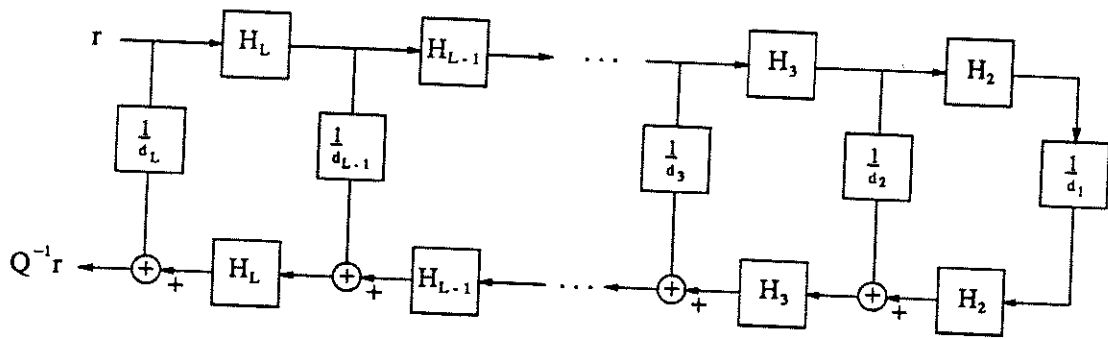 r H_L H_{L-1} ... H_3 H_2
1/d_L 1/d_{L-1} 1/d_3 1/d_2 1/d_1
Q^{-1}r + H_L + H_{L-1} ... + H_3 + H_2
+ + + +